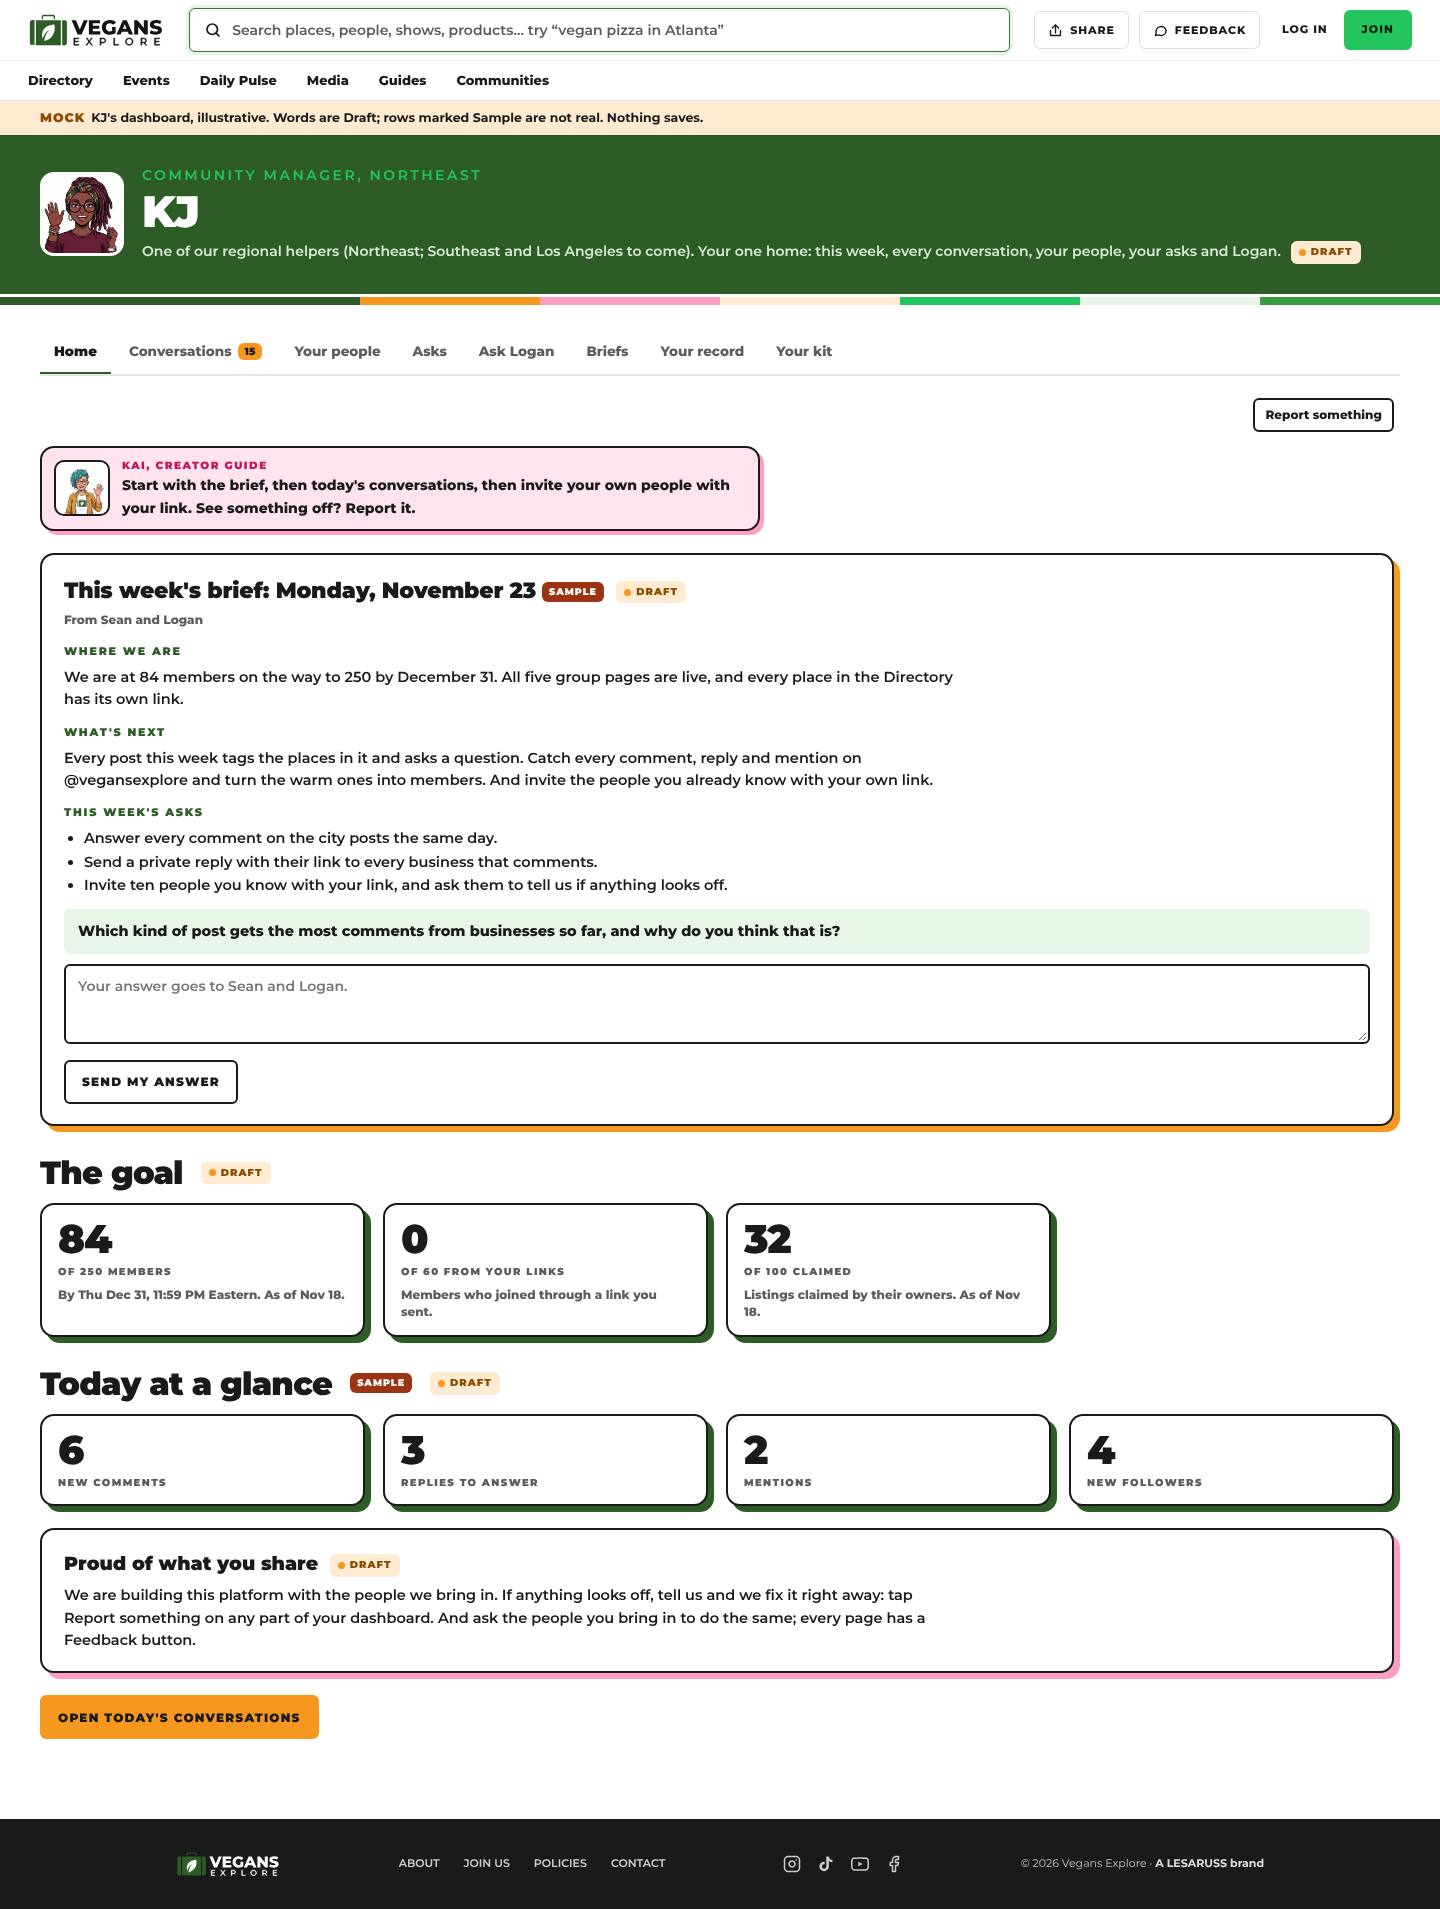 VEGANS
EXPLORE
Search places, people, shows, products... try “vegan pizza in Atlanta”
SHARE
FEEDBACK
LOG IN
JOIN
Directory
Events
Daily Pulse
Media
Guides
Communities
MOCK KJ's dashboard, illustrative. Words are Draft; rows marked Sample are not real. Nothing saves.
COMMUNITY MANAGER, NORTHEAST
KJ
One of our regional helpers (Northeast; Southeast and Los Angeles to come). Your one home: this week, every conversation, your people, your asks and Logan. DRAFT
Home
Conversations 15
Your people
Asks
Ask Logan
Briefs
Your record
Your kit
Report something
KAI, CREATOR GUIDE
Start with the brief, then today's conversations, then invite your own people with
your link. See something off? Report it.
This week's brief: Monday, November 23 SAMPLE DRAFT
From Sean and Logan
WHERE WE ARE
We are at 84 members on the way to 250 by December 31. All five group pages are live, and every place in the Directory
has its own link.
WHAT'S NEXT
Every post this week tags the places in it and asks a question. Catch every comment, reply and mention on
@vegansexplore and turn the warm ones into members. And invite the people you already know with your own link.
THIS WEEK'S ASKS
• Answer every comment on the city posts the same day.
• Send a private reply with their link to every business that comments.
• Invite ten people you know with your link, and ask them to tell us if anything looks off.
Which kind of post gets the most comments from businesses so far, and why do you think that is?
Your answer goes to Sean and Logan.
SEND MY ANSWER
The goal DRAFT
84
OF 250 MEMBERS
By Thu Dec 31, 11:59 PM Eastern. As of Nov 18.
0
OF 60 FROM YOUR LINKS
Members who joined through a link you
sent.
32
OF 100 CLAIMED
Listings claimed by their owners. As of Nov
18.
Today at a glance SAMPLE DRAFT
6
NEW COMMENTS
3
REPLIES TO ANSWER
2
MENTIONS
4
NEW FOLLOWERS
Proud of what you share DRAFT
We are building this platform with the people we bring in. If anything looks off, tell us and we fix it right away: tap
Report something on any part of your dashboard. And ask the people you bring in to do the same; every page has a
Feedback button.
OPEN TODAY'S CONVERSATIONS
VEGANS
EXPLORE
ABOUT
JOIN US
POLICIES
CONTACT
© 2026 Vegans Explore · A LESARUSS brand